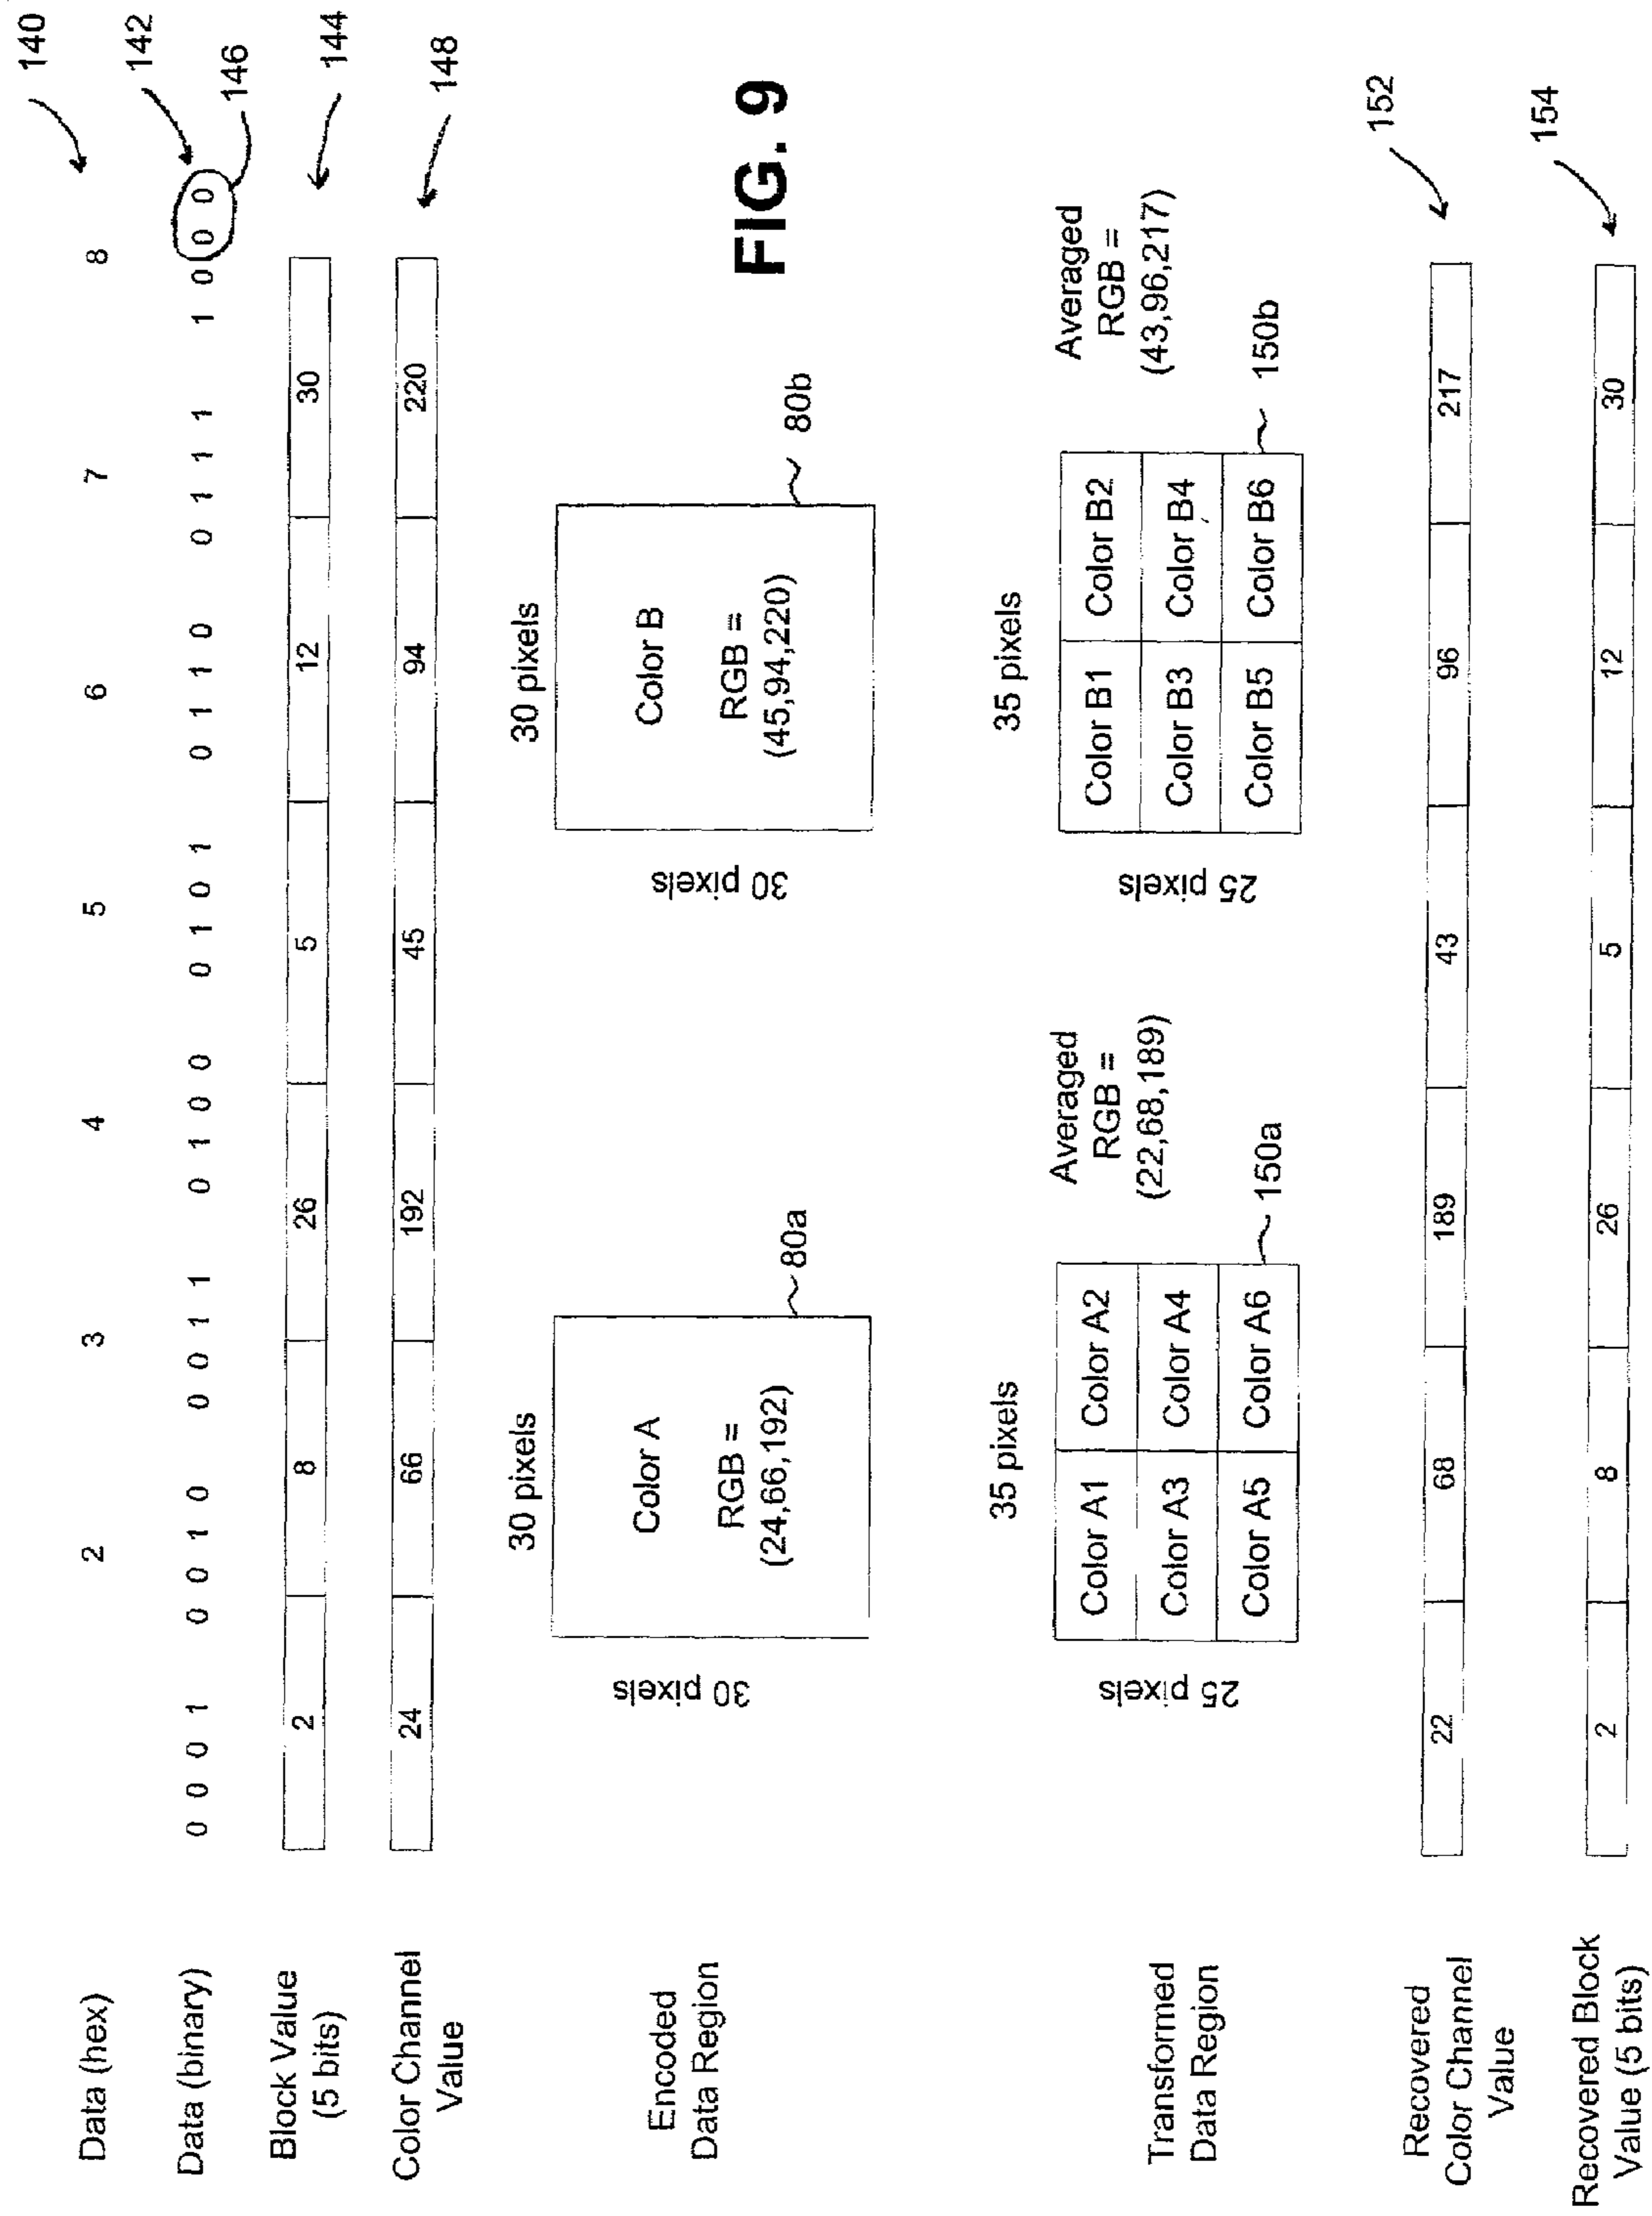 140
Data (hex) 2 3 4 5 6 7 8
142
Data (binary) 0 0 0 1 0 0 1 0 0 0 1 1 0 1 0 0 0 1 0 1 0 1 1 0 0 1 1 1 1 0 0 0
146
Block Value
(5 bits)
2 8 26 5 12 30
144
Color Channel
Value
24 66 192 45 94 220
148
Encoded
Data Region
30 pixels
30 pixels
Color A
RGB =
(24,66,192)
80a
30 pixels
30 pixels
Color B
RGB =
(45,94,220)
80b
FIG. 9
Transformed
Data Region
35 pixels
25 pixels
Color A1 Color A2
Color A3 Color A4
Color A5 Color A6
Averaged
RGB =
(22,68,189)
150a
35 pixels
25 pixels
Color B1 Color B2
Color B3 Color B4
Color B5 Color B6
Averaged
RGB =
(43,96,217)
150b
Recovered
Color Channel
Value
22 68 189 43 96 217
152
Recovered Block
Value (5 bits)
2 8 26 5 12 30
154